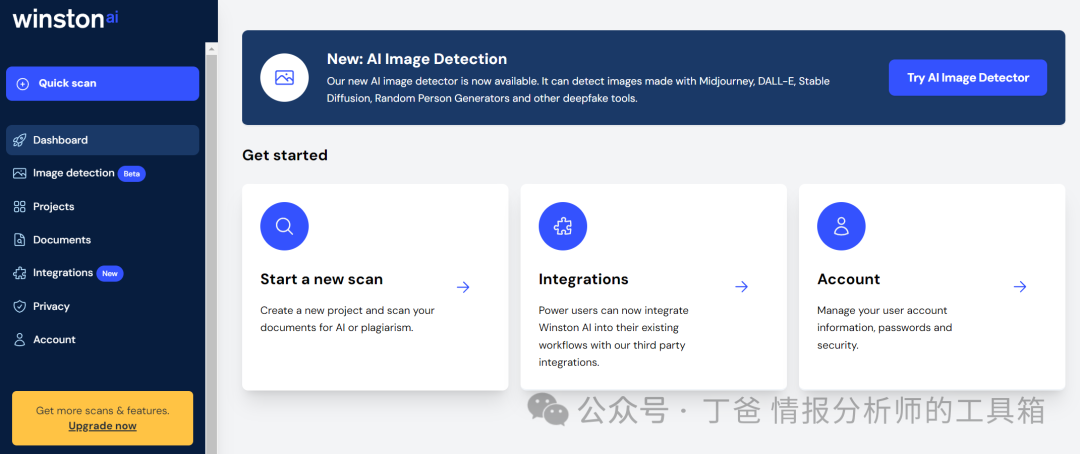 winston ai
Quick scan
Dashboard
Image detection Beta
Projects
Documents
Integrations New
Privacy
Account
Get more scans & features.
Upgrade now
New: AI Image Detection
Our new AI image detector is now available. It can detect images made with Midjourney, DALL-E, Stable
Diffusion, Random Person Generators and other deepfake tools.
Try AI Image Detector
Get started
Start a new scan
Create a new project and scan your
documents for AI or plagiarism.
Integrations
Power users can now integrate
Winston AI into their existing
workflows with our third party
integrations.
Account
Manage your user account
information, passwords and
security.
公众号 · 丁爸 情报分析师的工具箱